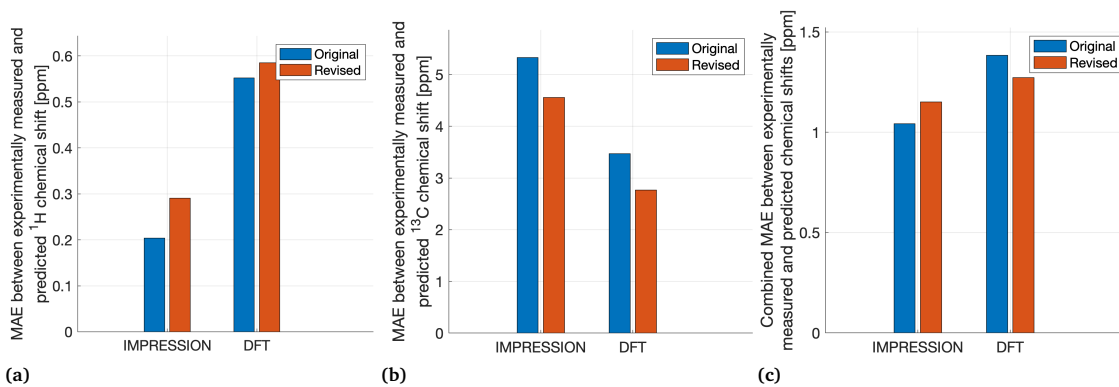 MAE between experimentally measured and
predicted ¹H chemical shift [ppm]
0.6
0.5
0.4
0.3
0.2
0.1
0
Original
Revised
IMPRESSION DFT
(a)
MAE between experimentally measured and
predicted ¹³C chemical shift [ppm]
5
4
3
2
1
0
Original
Revised
IMPRESSION DFT
(b)
Combined MAE between experimentally
measured and predicted chemical shifts [ppm]
1.5
1
0.5
0
Original
Revised
IMPRESSION DFT
(c)